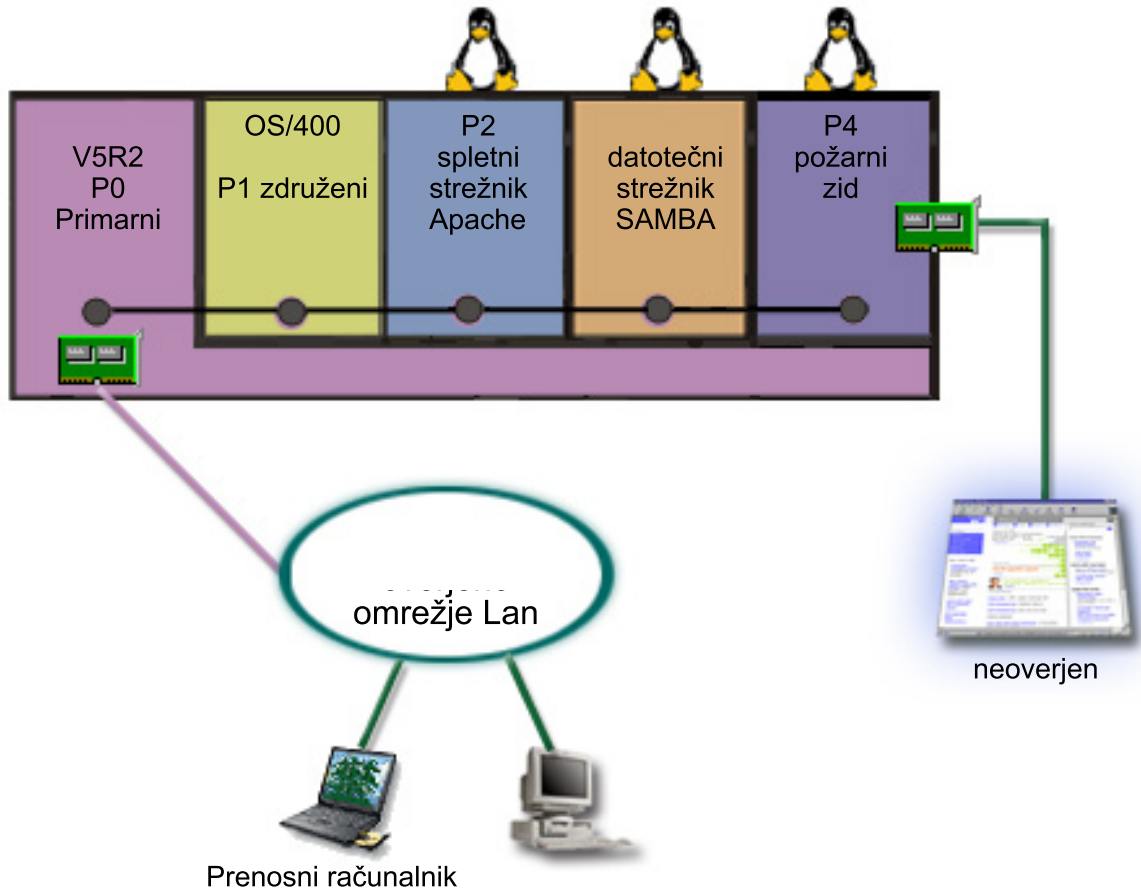 V5R2
P0
Primarni
OS/400
P1 združeni
P2
spletni
strežnik
Apache
datotečni
strežnik
SAMBA
P4
požarni
zid
omrežje Lan
neoverjen
Prenosni računalnik